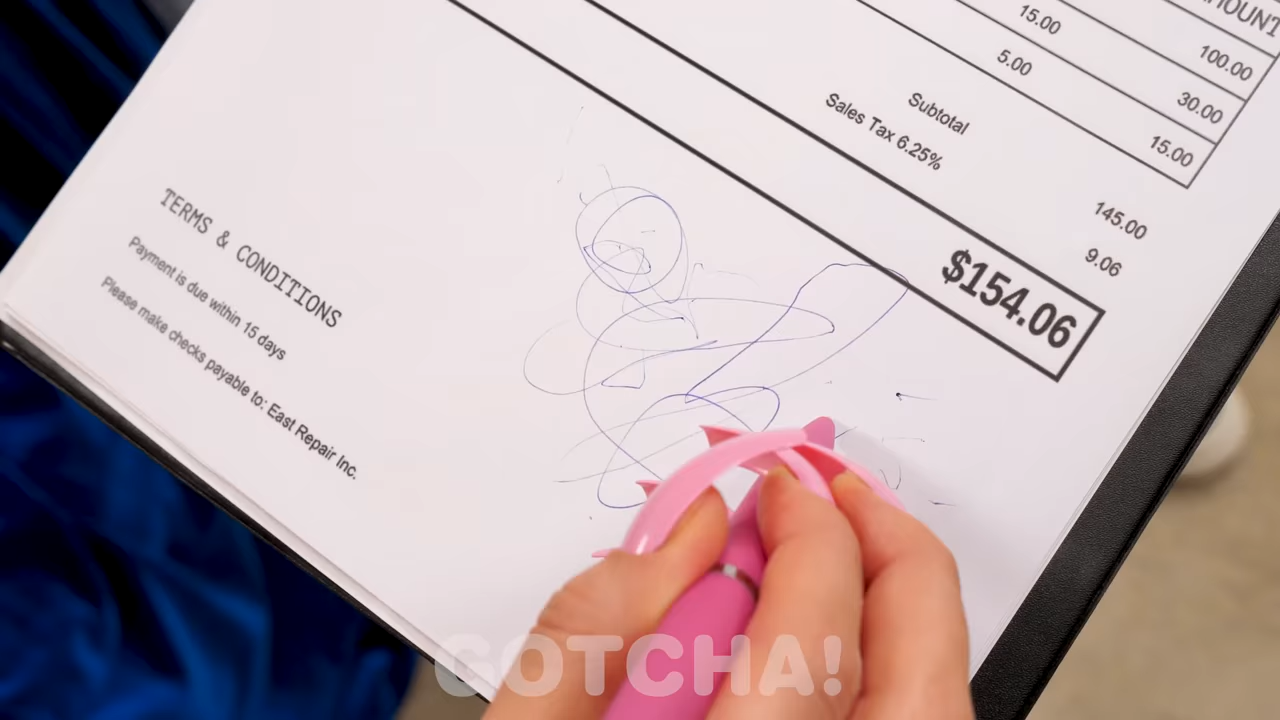 AMOUNT
15.00 100.00
5.00 30.00
15.00
Subtotal 145.00
Sales Tax 6.25% 9.06
$154.06
TERMS & CONDITIONS
Payment is due within 15 days
Please make checks payable to: East Repair Inc.
GOTCHA!